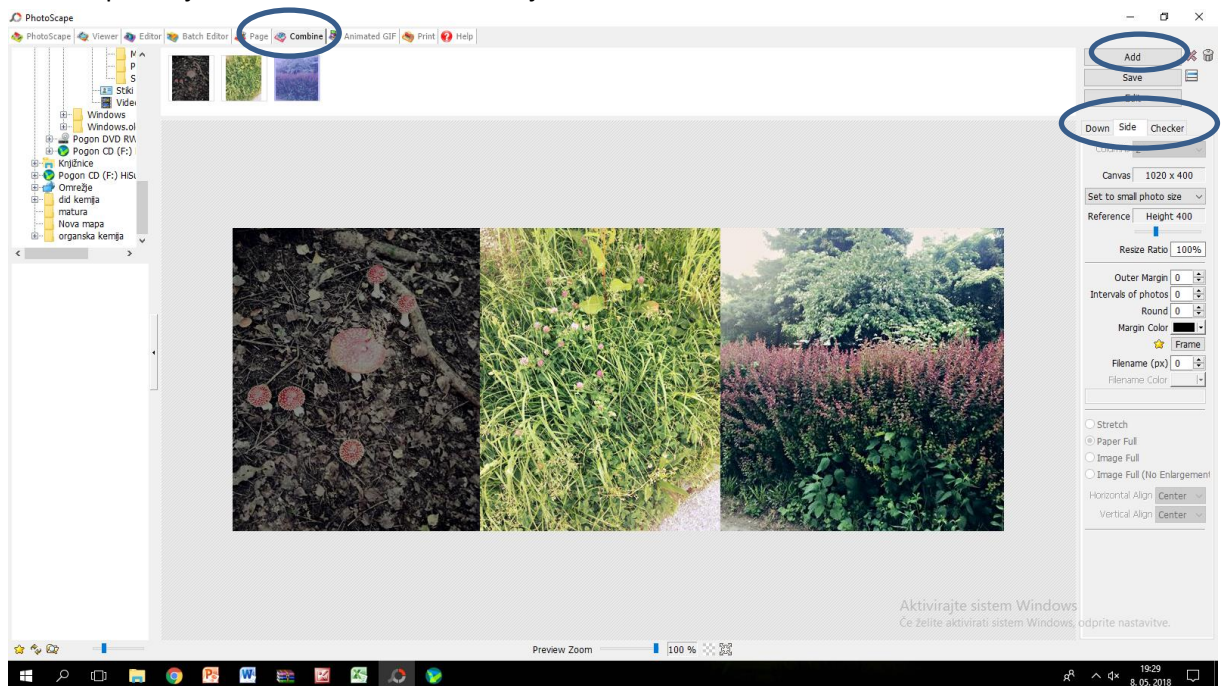 PhotoScape
PhotoScape Viewer Editor Batch Editor Page Combine Animated GIF Print Help
Add
Save
Stiki
Windows
Windows.ol
Pogon DVD RW
Pogon CD (F:)
Knjižnice
Pogon CD (F:) HiSu
Omrežje
did kemija
matura
Nova mapa
organska kemija
Down Side Checker
Canvas 1020 x 400
Set to small photo size
Reference Height 400
Resize Ratio 100%
Outer Margin 0
Intervals of photos 0
Round 0
Margin Color
Frame
Filename (px) 0
Filename Color
Stretch
Paper Full
Image Full
Image Full (No Enlargement
Horizontal Align Center
Vertical Align Center
Aktivirajte sistem Windows
Če želite aktivirati sistem Windows, odprite nastavitve.
Preview Zoom 100 %
19:29
8. 05. 2018